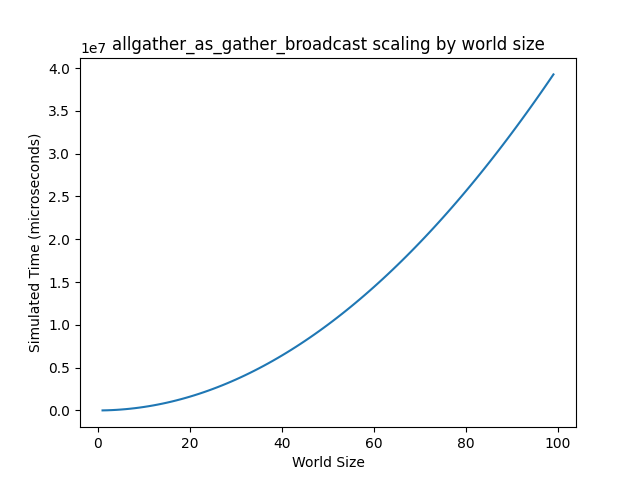 allgather_as_gather_broadcast scaling by world size
1e7
4.0
3.5
3.0
2.5
2.0
1.5
1.0
0.5
0.0
Simulated Time (microseconds)
0 20 40 60 80 100
World Size